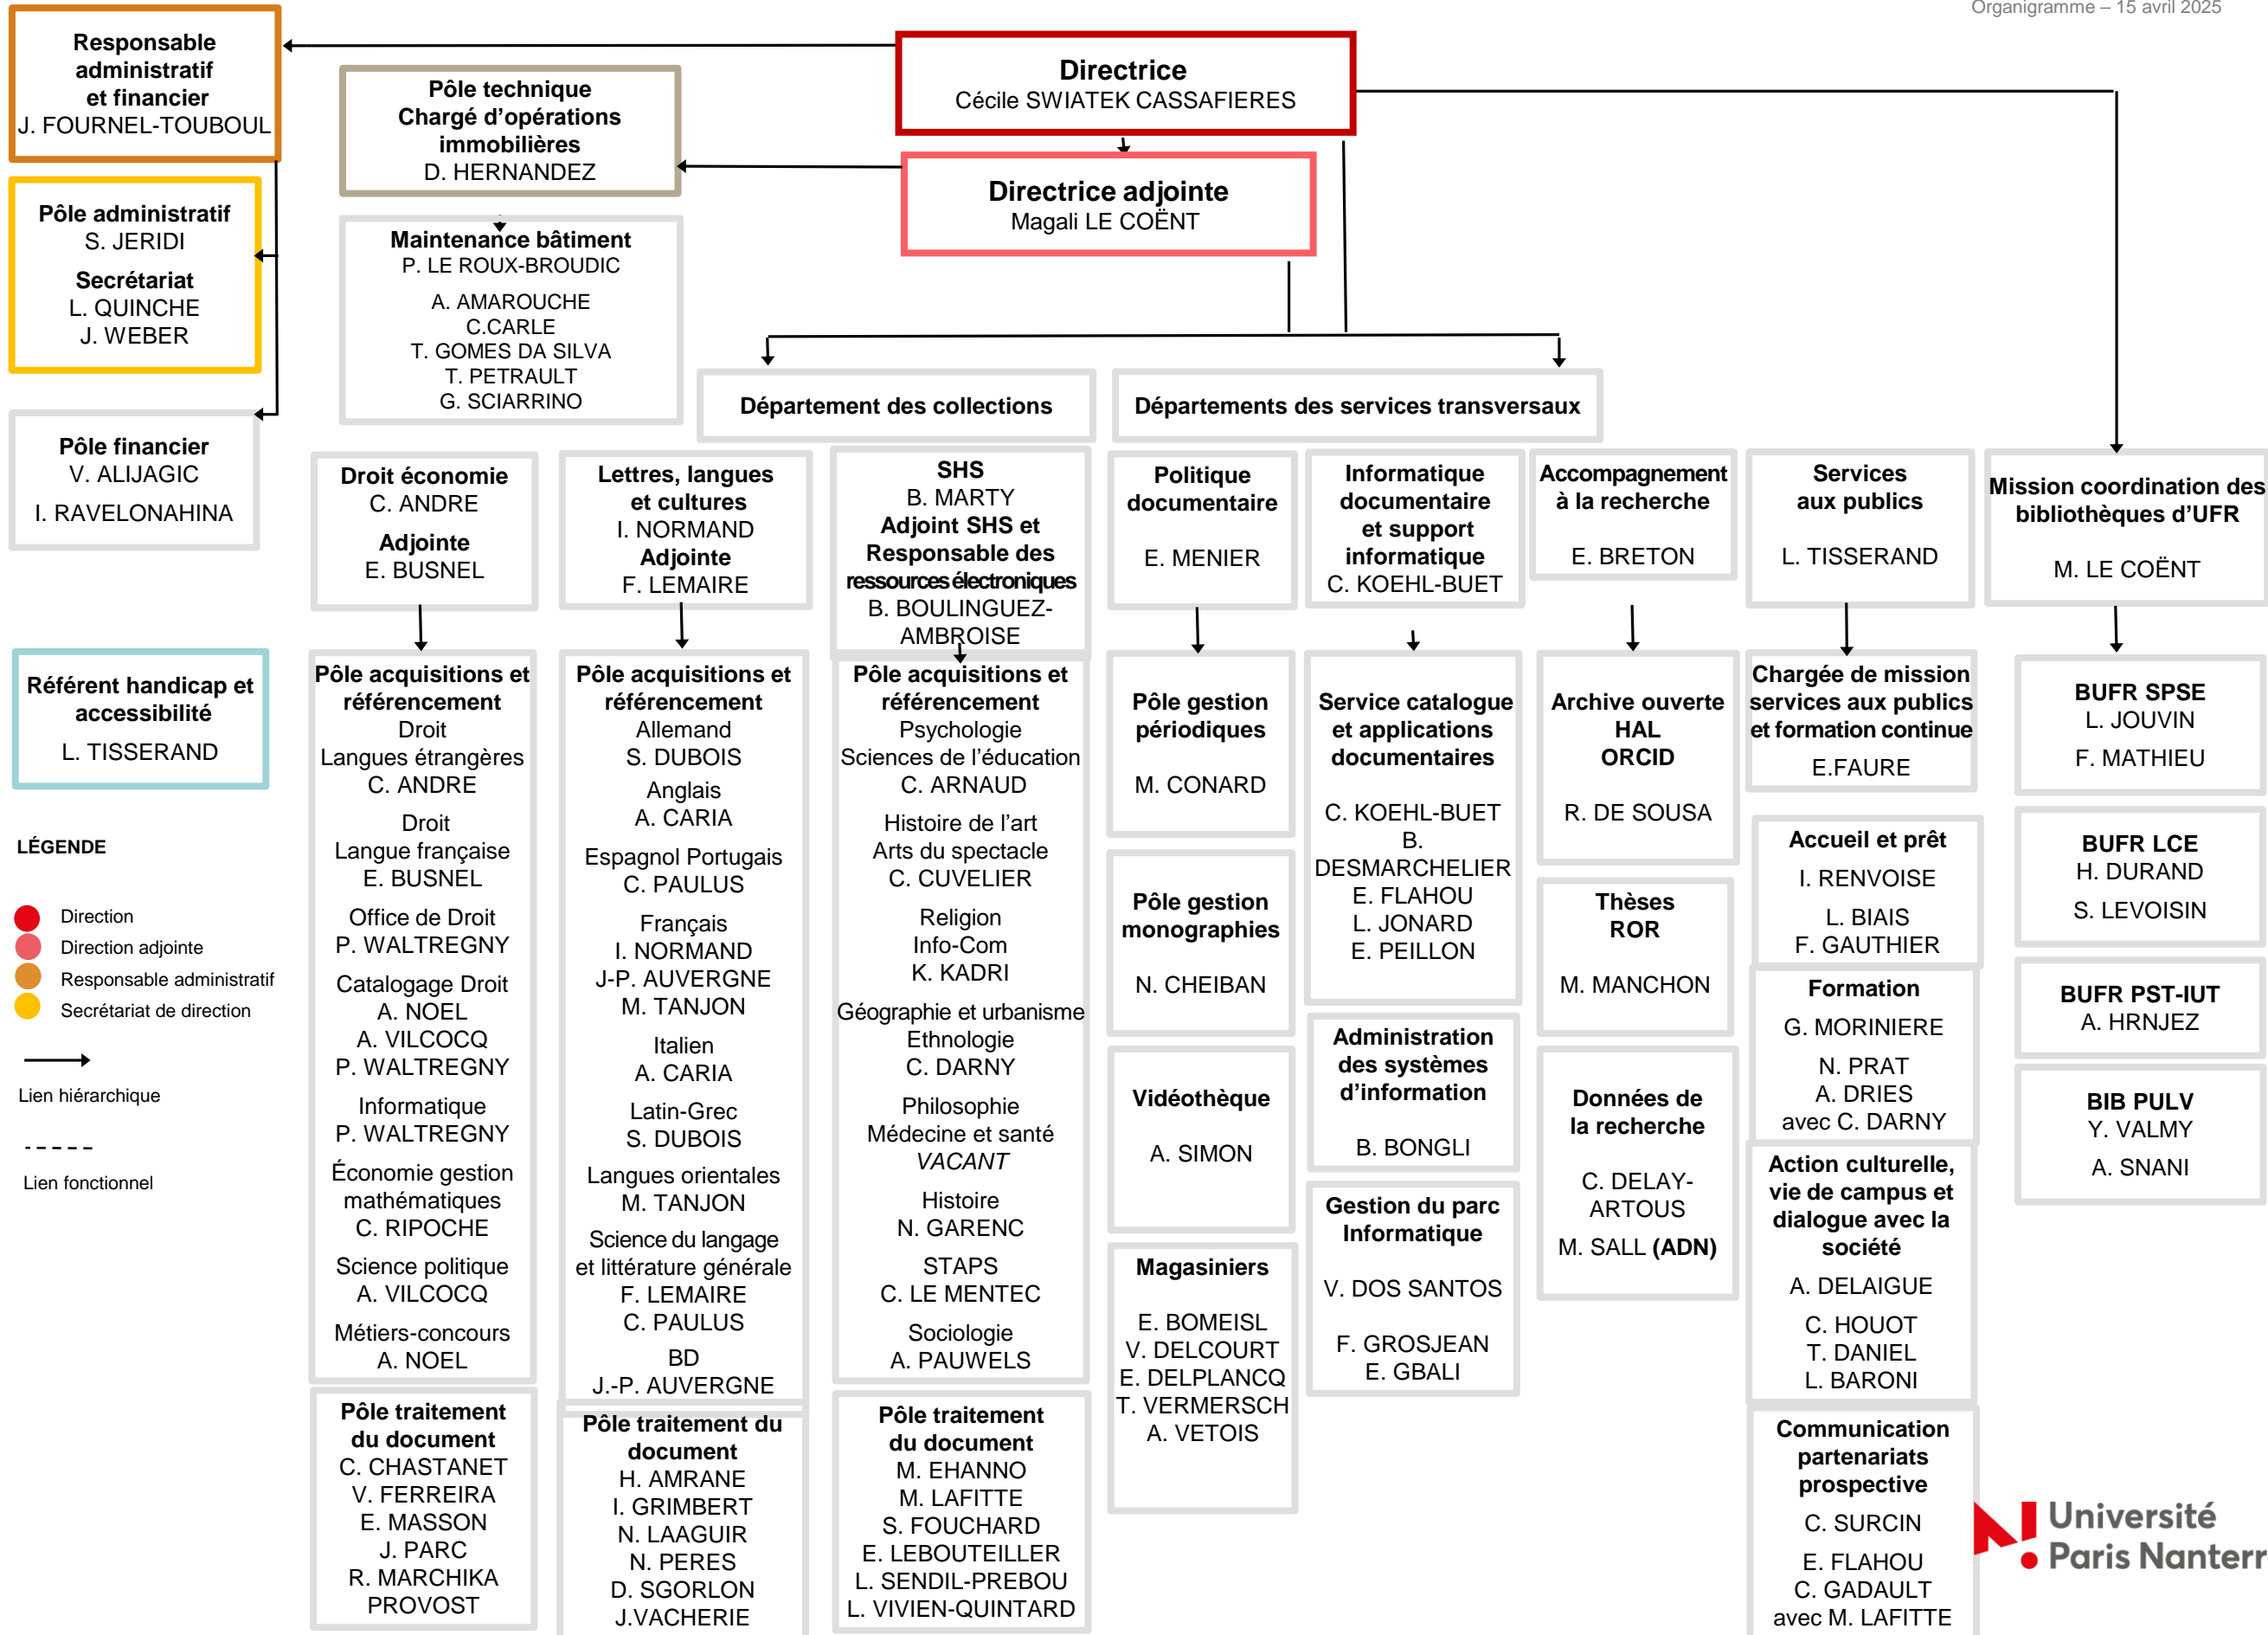 Organigramme – 15 avril 2025
Responsable
administratif
et financier
J. FOURNEL-TOUBOUL
Pôle technique
Chargé d'opérations
immobilières
D. HERNANDEZ
Directrice
Cécile SWIATEK CASSAFIERES
Directrice adjointe
Magali LE COËNT
Pôle administratif
S. JERIDI
Secrétariat
L. QUINCHE
J. WEBER
Maintenance bâtiment
P. LE ROUX-BROUDIC
A. AMAROUCHE
C.CARLE
T. GOMES DA SILVA
T. PETRAULT
G. SCIARRINO
Département des collections
Départements des services transversaux
Pôle financier
V. ALIJAGIC
I. RAVELONAHINA
Droit économie
C. ANDRE
Adjointe
E. BUSNEL
Lettres, langues
et cultures
I. NORMAND
Adjointe
F. LEMAIRE
SHS
B. MARTY
Adjoint SHS et
Responsable des
ressources électroniques
B. BOULINGUEZ-
AMBROISE
Politique
documentaire
E. MENIER
Informatique
documentaire
et support
informatique
C. KOEHL-BUET
Accompagnement
à la recherche
E. BRETON
Services
aux publics
L. TISSERAND
Mission coordination des
bibliothèques d'UFR
M. LE COËNT
Référent handicap et
accessibilité
L. TISSERAND
LÉGENDE
Direction
Direction adjointe
Responsable administratif
Secrétariat de direction
Lien hiérarchique
Lien fonctionnel
Pôle acquisitions et
référencement
Droit
Langues étrangères
C. ANDRE
Droit
Langue française
E. BUSNEL
Office de Droit
P. WALTREGNY
Catalogage Droit
A. NOEL
A. VILCOCQ
P. WALTREGNY
Informatique
P. WALTREGNY
Économie gestion
mathématiques
C. RIPOCHE
Science politique
A. VILCOCQ
Métiers-concours
A. NOEL
Pôle traitement
du document
C. CHASTANET
V. FERREIRA
E. MASSON
J. PARC
R. MARCHIKA
PROVOST
Pôle acquisitions et
référencement
Allemand
S. DUBOIS
Anglais
A. CARIA
Espagnol Portugais
C. PAULUS
Français
I. NORMAND
J-P. AUVERGNE
M. TANJON
Italien
A. CARIA
Latin-Grec
S. DUBOIS
Langues orientales
M. TANJON
Science du langage
et littérature générale
F. LEMAIRE
C. PAULUS
BD
J.-P. AUVERGNE
Pôle traitement du
document
H. AMRANE
I. GRIMBERT
N. LAAGUIR
N. PERES
D. SGORLON
J.VACHERIE
Pôle acquisitions et
référencement
Psychologie
Sciences de l'éducation
C. ARNAUD
Histoire de l'art
Arts du spectacle
C. CUVELIER
Religion
Info-Com
K. KADRI
Géographie et urbanisme
Ethnologie
C. DARNY
Philosophie
Médecine et santé
VACANT
Histoire
N. GARENC
STAPS
C. LE MENTEC
Sociologie
A. PAUWELS
Pôle traitement
du document
M. EHANNO
M. LAFITTE
S. FOUCHARD
E. LEBOUTEILLER
L. SENDIL-PREBOU
L. VIVIEN-QUINTARD
Pôle gestion
périodiques
M. CONARD
Pôle gestion
monographies
N. CHEIBAN
Vidéothèque
A. SIMON
Magasiniers
E. BOMEISL
V. DELCOURT
E. DELPLANCQ
T. VERMERSCH
A. VETOIS
Service catalogue
et applications
documentaires
C. KOEHL-BUET
B.
DESMARCHELIER
E. FLAHOU
L. JONARD
E. PEILLON
Administration
des systèmes
d'information
B. BONGLI
Gestion du parc
Informatique
V. DOS SANTOS
F. GROSJEAN
E. GBALI
Archive ouverte
HAL
ORCID
R. DE SOUSA
Thèses
ROR
M. MANCHON
Données de
la recherche
C. DELAY-
ARTOUS
M. SALL (ADN)
Chargée de mission
services aux publics
et formation continue
E.FAURE
Accueil et prêt
I. RENVOISE
L. BIAIS
F. GAUTHIER
Formation
G. MORINIERE
N. PRAT
A. DRIES
avec C. DARNY
Action culturelle,
vie de campus et
dialogue avec la
société
A. DELAIGUE
C. HOUOT
T. DANIEL
L. BARONI
Communication
partenariats
prospective
C. SURCIN
E. FLAHOU
C. GADAULT
avec M. LAFITTE
BUFR SPSE
L. JOUVIN
F. MATHIEU
BUFR LCE
H. DURAND
S. LEVOISIN
BUFR PST-IUT
A. HRNJEZ
BIB PULV
Y. VALMY
A. SNANI
Université
Paris Nanterr